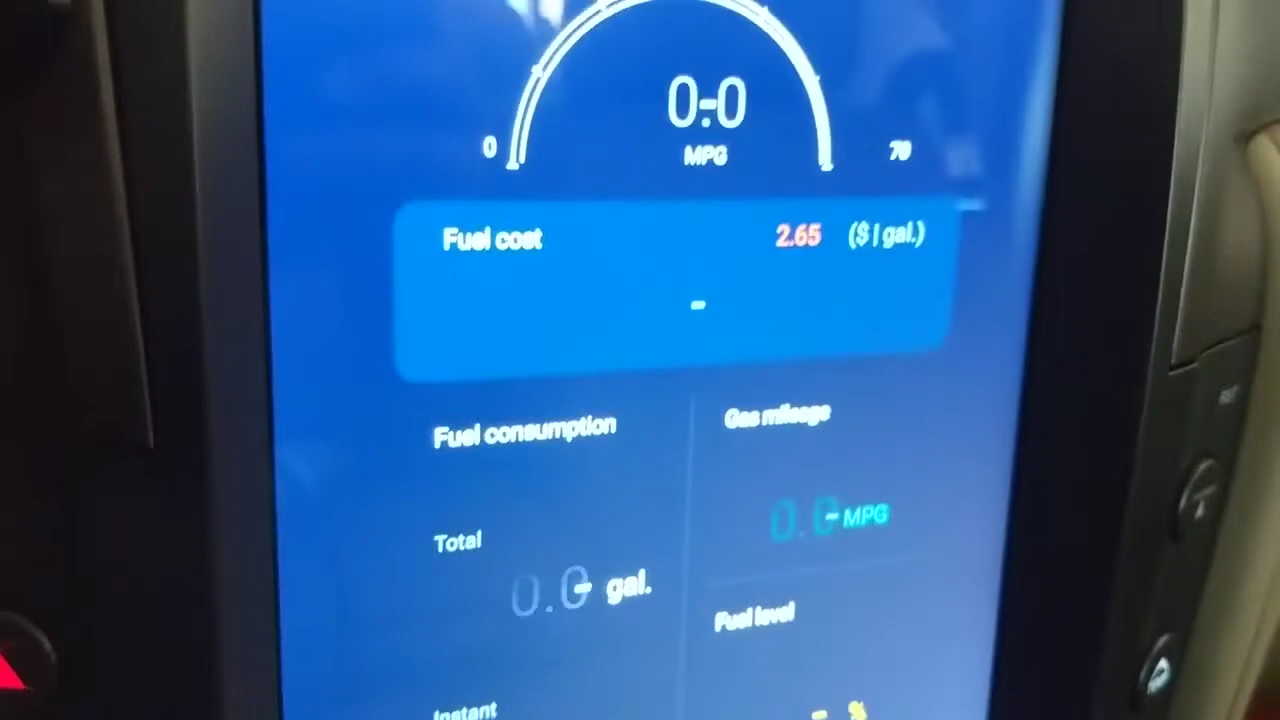 0.0
0 MPG 70
Fuel cost 2.65 ($ | gal.)
-
Fuel consumption Gas mileage
0.0 MPG
Total
0.0 gal.
Fuel level
Instant
- %